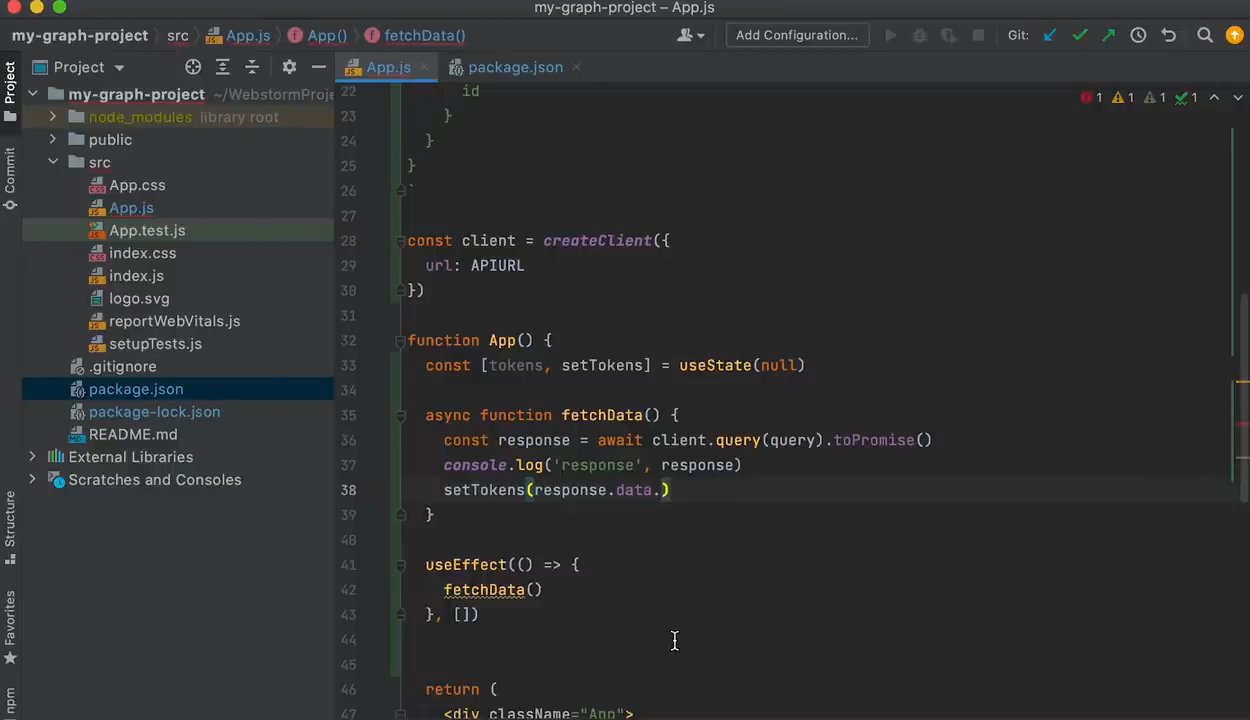 my-graph-project – App.js
my-graph-project src App.js App() fetchData() Add Configuration... Git:
Project App.js package.json
my-graph-project ~/WebstormProje
node_modules library root
public
src
App.css
App.js
App.test.js
index.css
index.js
logo.svg
reportWebVitals.js
setupTests.js
.gitignore
package.json
package-lock.json
README.md
External Libraries
Scratches and Consoles
Project
Commit
Structure
Favorites
npm
1 1 1 1
22 id
23 }
24 }
25 }
26 `
27
28 const client = createClient({
29 url: APIURL
30 })
31
32 function App() {
33 const [tokens, setTokens] = useState(null)
34
35 async function fetchData() {
36 const response = await client.query(query).toPromise()
37 console.log('response', response)
38 setTokens(response.data.)
39 }
40
41 useEffect(() => {
42 fetchData()
43 }, [])
44
45
46 return (
47 <div className="App">